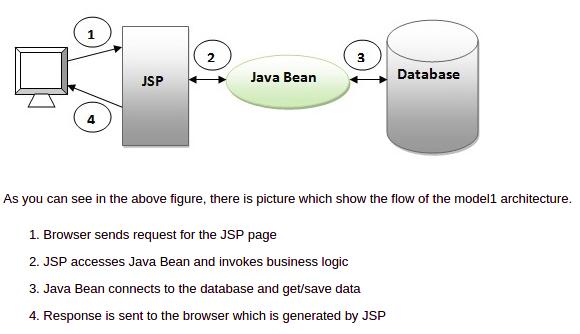 1
2
3
JSP
Java Bean
Database
4
As you can see in the above figure, there is picture which show the flow of the model1 architecture.
1. Browser sends request for the JSP page
2. JSP accesses Java Bean and invokes business logic
3. Java Bean connects to the database and get/save data
4. Response is sent to the browser which is generated by JSP